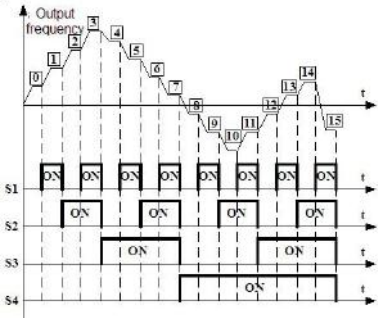 Output
frequency
0
1
2
3
4
5
6
7
8
9
10
11
12
13
14
15
t
S1
ON
ON
ON
ON
ON
ON
ON
ON
t
S2
ON
ON
ON
ON
t
S3
ON
ON
t
S4
ON
t